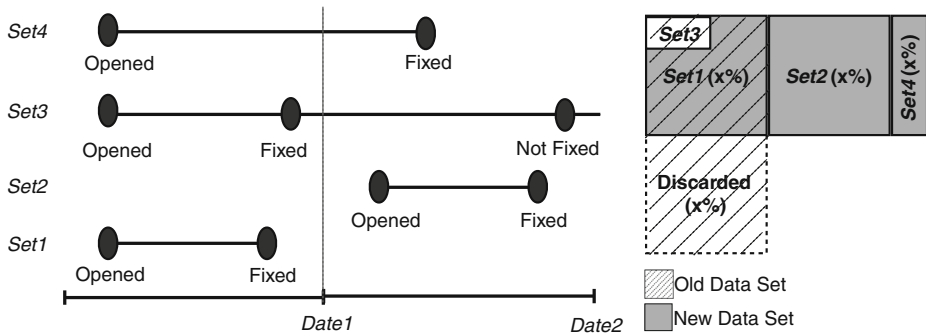 Set4
Opened
Fixed
Set3
Opened
Fixed
Not Fixed
Set2
Opened
Fixed
Set1
Opened
Fixed
Date1
Date2
Set3
Set1 (x%)
Set2 (x%)
Set4 (x%)
Discarded
(x%)
Old Data Set
New Data Set